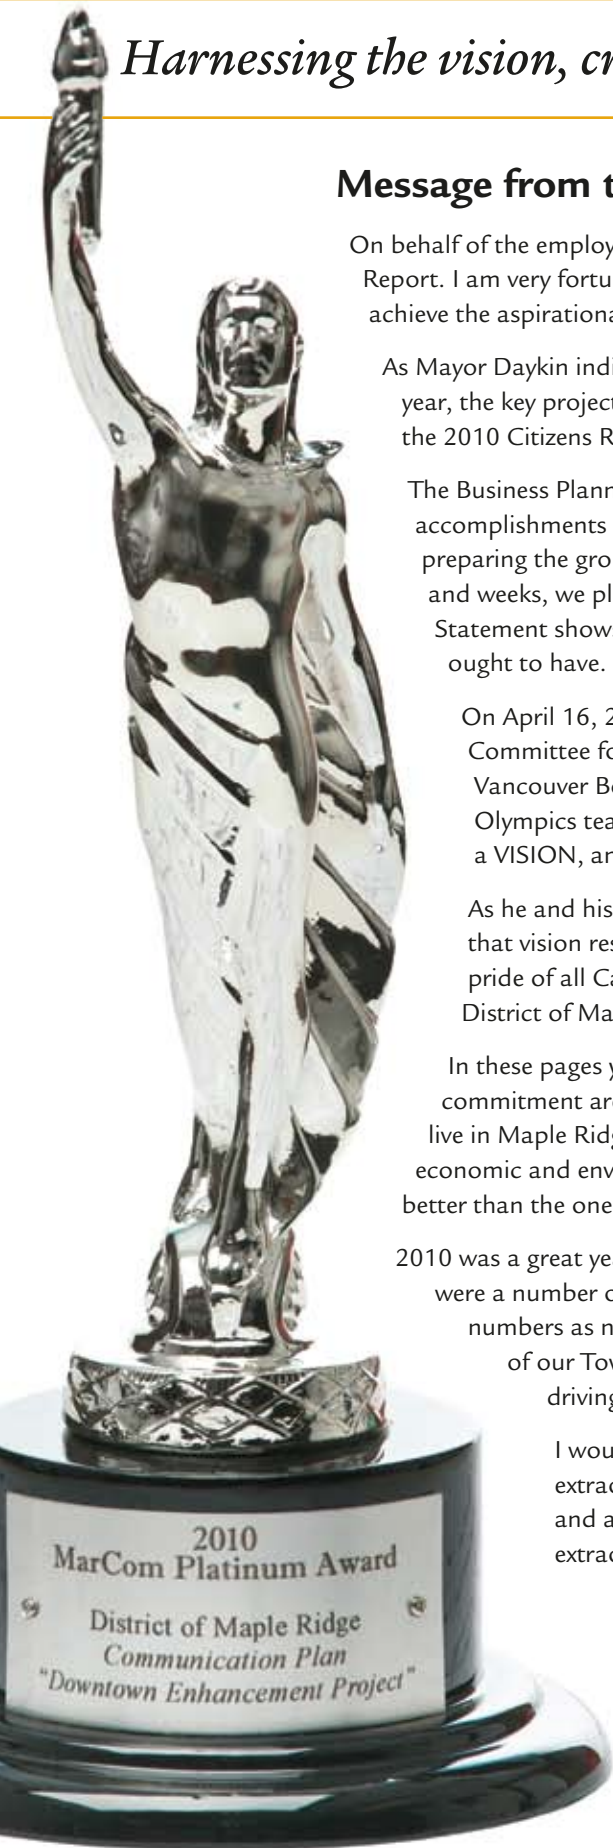 Harnessing the vision, cr
Message from t
On behalf of the employ
Report. I am very fortu
achieve the aspirationa
As Mayor Daykin indi
year, the key project
the 2010 Citizens R
The Business Plann
accomplishments
preparing the gro
and weeks, we pl
Statement show
ought to have.
On April 16, 2
Committee fo
Vancouver B
Olympics tea
a VISION, an
As he and his
that vision res
pride of all Ca
District of Ma
In these pages y
commitment are
live in Maple Ridg
economic and env
better than the one
2010 was a great ye
were a number o
numbers as n
of our Tow
driving
I wou
extrac
and a
extrac
2010
MarCom Platinum Award
District of Maple Ridge
Communication Plan
"Downtown Enhancement Project"